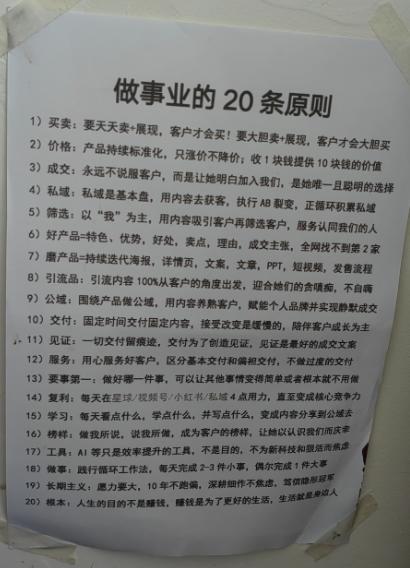 做事业的 20 条原则
1）买卖：要天天卖+展现，客户才会买！要大胆卖+展现，客户才会大胆买
2）价格：产品持续标准化，只涨价不降价；收 1 块钱提供 10 块钱的价值
3）成交：永远不说服客户，而是让她明白加入我们，是她唯一且聪明的选择
4）私域：私域是基本盘，用内容去获客，执行 AB 裂变，正循环累积私域
5）筛选：以“我”为主，用内容吸引客户再筛选客户，服务认同我们的人
6）好产品=特色、优势，好处，卖点，理由，成交主张，全网找不到第 2 家
7）磨产品=持续迭代海报，详情页，文案，文章，PPT，短视频，发售流程
8）引流品：引流内容 100%从客户的角度出发，迎合她们的贪嗔痴，不自嗨
9）公域：围绕产品做公域，用内容养熟客户，赋能个人品牌并实现静默成交
10）交付：固定时间交付固定内容，接受改变是缓慢的，陪伴客户成长为主
11）见证：一切交付留痕迹，交付为了创造见证，见证是最好的成交文案
12）服务：用心服务好客户，区分基本交付和偏袒交付，不做过度的交付
13）要事第一：做好哪一件事，可以让其他事情变得简单或者根本就不用做
14）复利：每天在星球/视频号/小红书/私域 4 点用力，直至变成核心竞争力
15）学习：每天看点什么，学点什么，并写点什么，变成内容分享到公域去
16）榜样：做我所说，说我所做，成为客户的榜样，让她以认识我们而庆幸
17）工具：AI 等只是效率提升的工具，不是目的，不为新科技和狠活而焦虑
18）做事：践行循环工作法，每天完成 2-3 件小事，偶尔完成 1 件大事
19）长期主义：愿力要大，10 年不跑偏，深耕细作不焦虑，笃信隐形冠军
20）根本：人生的目的不是赚钱，赚钱是为了更好的生活，生活就是身边人